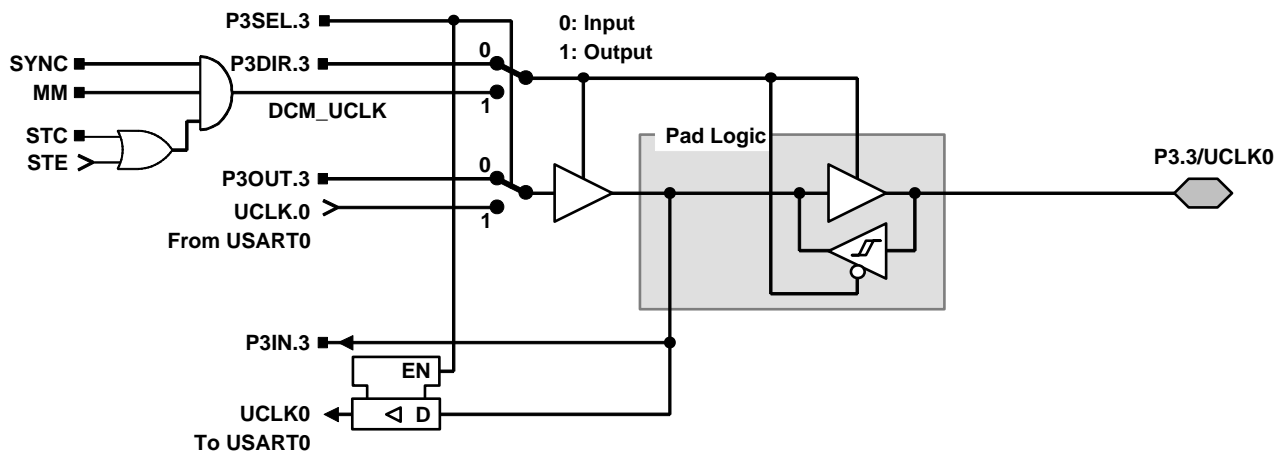 P3SEL.3
0: Input
1: Output
SYNC
P3DIR.3
0
MM
DCM_UCLK
1
STC
STE
Pad Logic
P3.3/UCLK0
P3OUT.3
0
UCLK.0
1
From USART0
P3IN.3
EN
UCLK0
D
To USART0